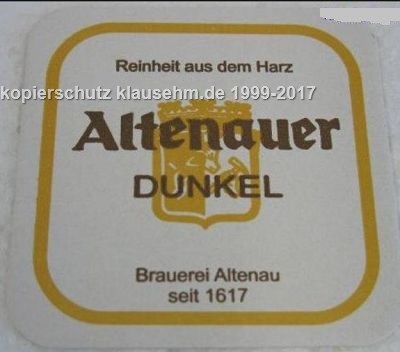 Reinheit aus dem Harz
kopierschutz klausehm.de 1999-2017
Altenauer
DUNKEL
Brauerei Altenau
seit 1617